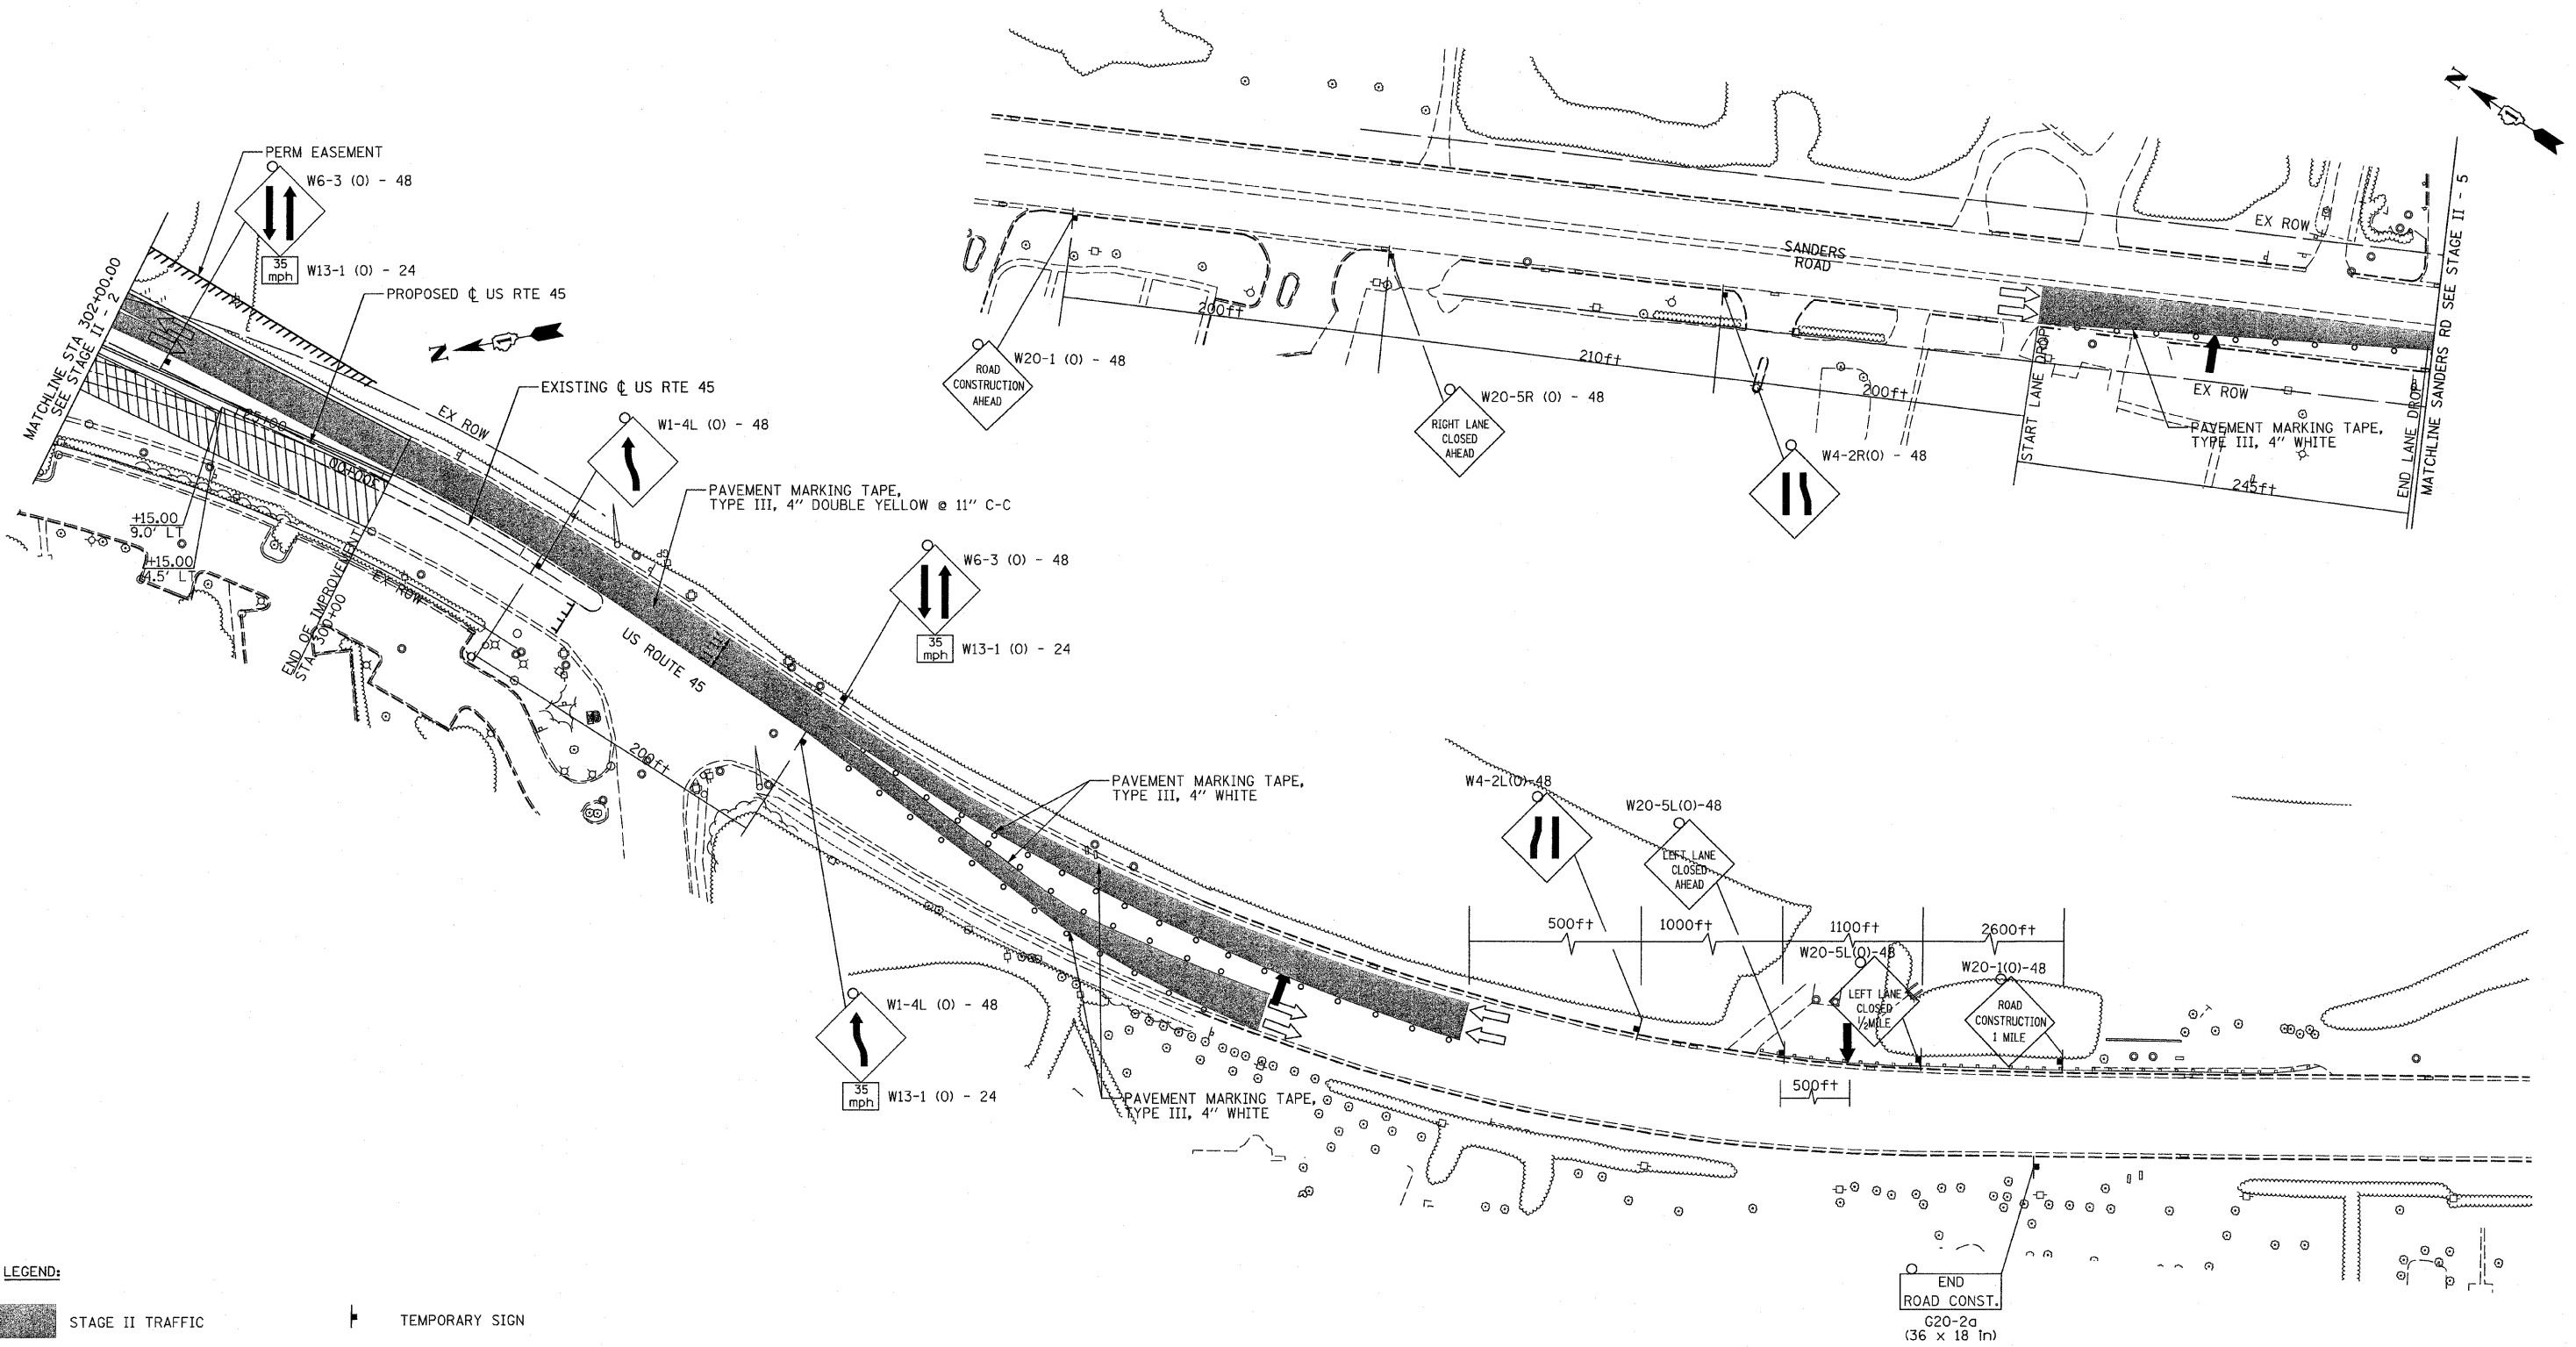 PERM EASEMENT
W6-3 (O) - 48
35
mph
W13-1 (O) - 24
PROPOSED ℄ US RTE 45
MATCHLINE STA 302+00.00
SEE STAGE II - 2
N
EXISTING ℄ US RTE 45
EX ROW
W1-4L (O) - 48
PAVEMENT MARKING TAPE,
TYPE III, 4" DOUBLE YELLOW @ 11" C-C
+15.00
9.0' LT
+15.00
4.5' LT
END OF IMPROVEMENT
STA 300+00
EX ROW
US ROUTE 45
200ft
W6-3 (O) - 48
35
mph
W13-1 (O) - 24
PAVEMENT MARKING TAPE,
TYPE III, 4" WHITE
W1-4L (O) - 48
35
mph
W13-1 (O) - 24
PAVEMENT MARKING TAPE,
TYPE III, 4" WHITE
N
SANDERS
ROAD
EX ROW
200ft
ROAD
CONSTRUCTION
AHEAD
W20-1 (O) - 48
210ft
RIGHT LANE
CLOSED
AHEAD
W20-5R (O) - 48
200ft
W4-2R(O) - 48
START LANE DROP
EX ROW
PAVEMENT MARKING TAPE,
TYPE III, 4" WHITE
245ft
END LANE DROP
MATCHLINE SANDERS RD SEE STAGE II - 5
W4-2L(O)-48
W20-5L(O)-48
LEFT LANE
CLOSED
AHEAD
500ft
1000ft
1100ft
2600ft
W20-5L(O)-48
LEFT LANE
CLOSED
1/2MILE
W20-1(O)-48
ROAD
CONSTRUCTION
1 MILE
500ft
END
ROAD CONST.
G20-2a
(36 x 18 in)
LEGEND:
STAGE II TRAFFIC
TEMPORARY SIGN